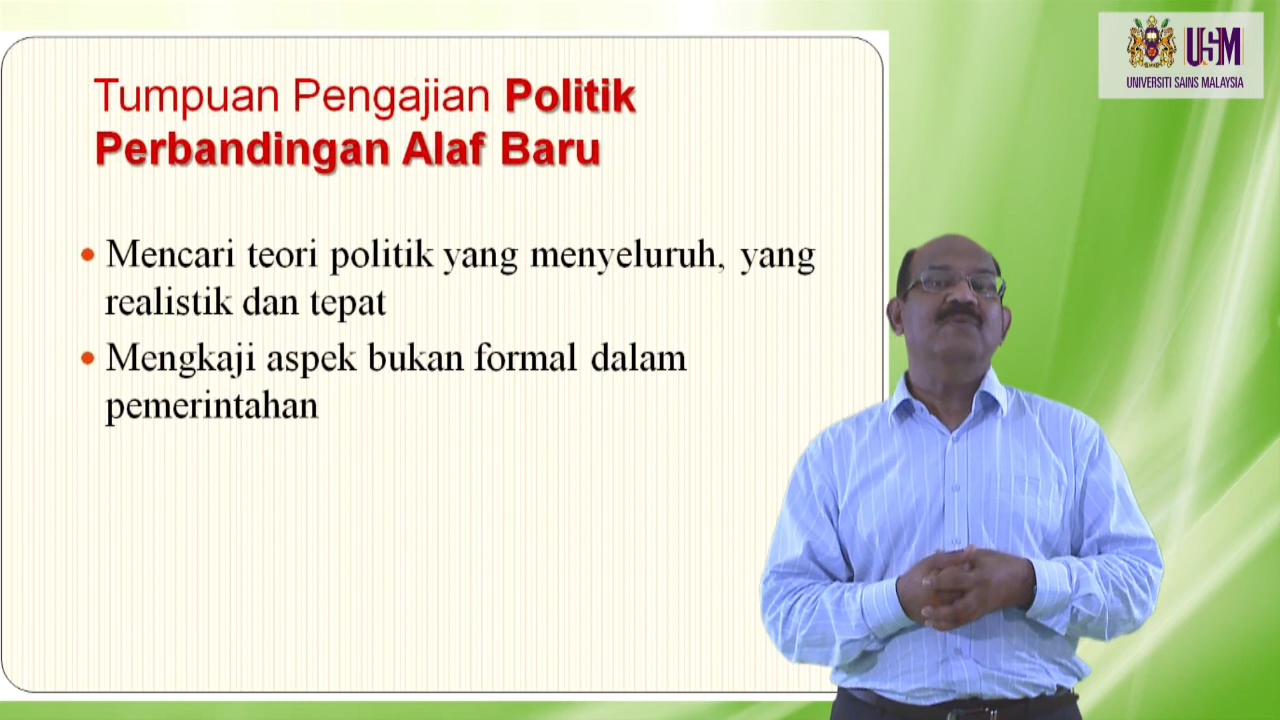 Tumpuan Pengajian Politik
Perbandingan Alaf Baru
Mencari teori politik yang menyeluruh, yang
realistik dan tepat
Mengkaji aspek bukan formal dalam
pemerintahan
USM
UNIVERSITI SAINS MALAYSIA